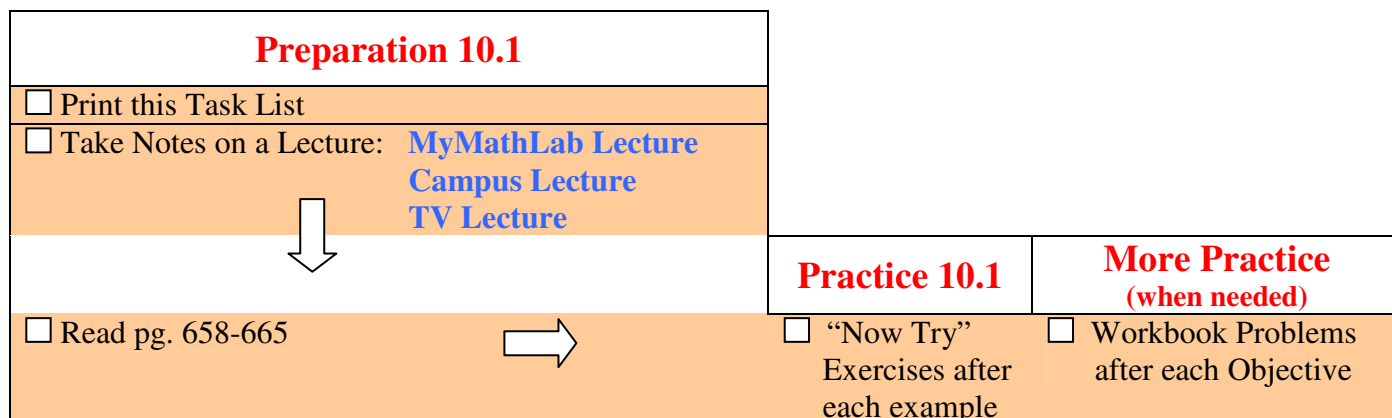 Preparation 10.1
Print this Task List
Take Notes on a Lecture: MyMathLab Lecture
Campus Lecture
TV Lecture
Practice 10.1
More Practice
(when needed)
Read pg. 658-665
“Now Try”
Exercises after
each example
Workbook Problems
after each Objective